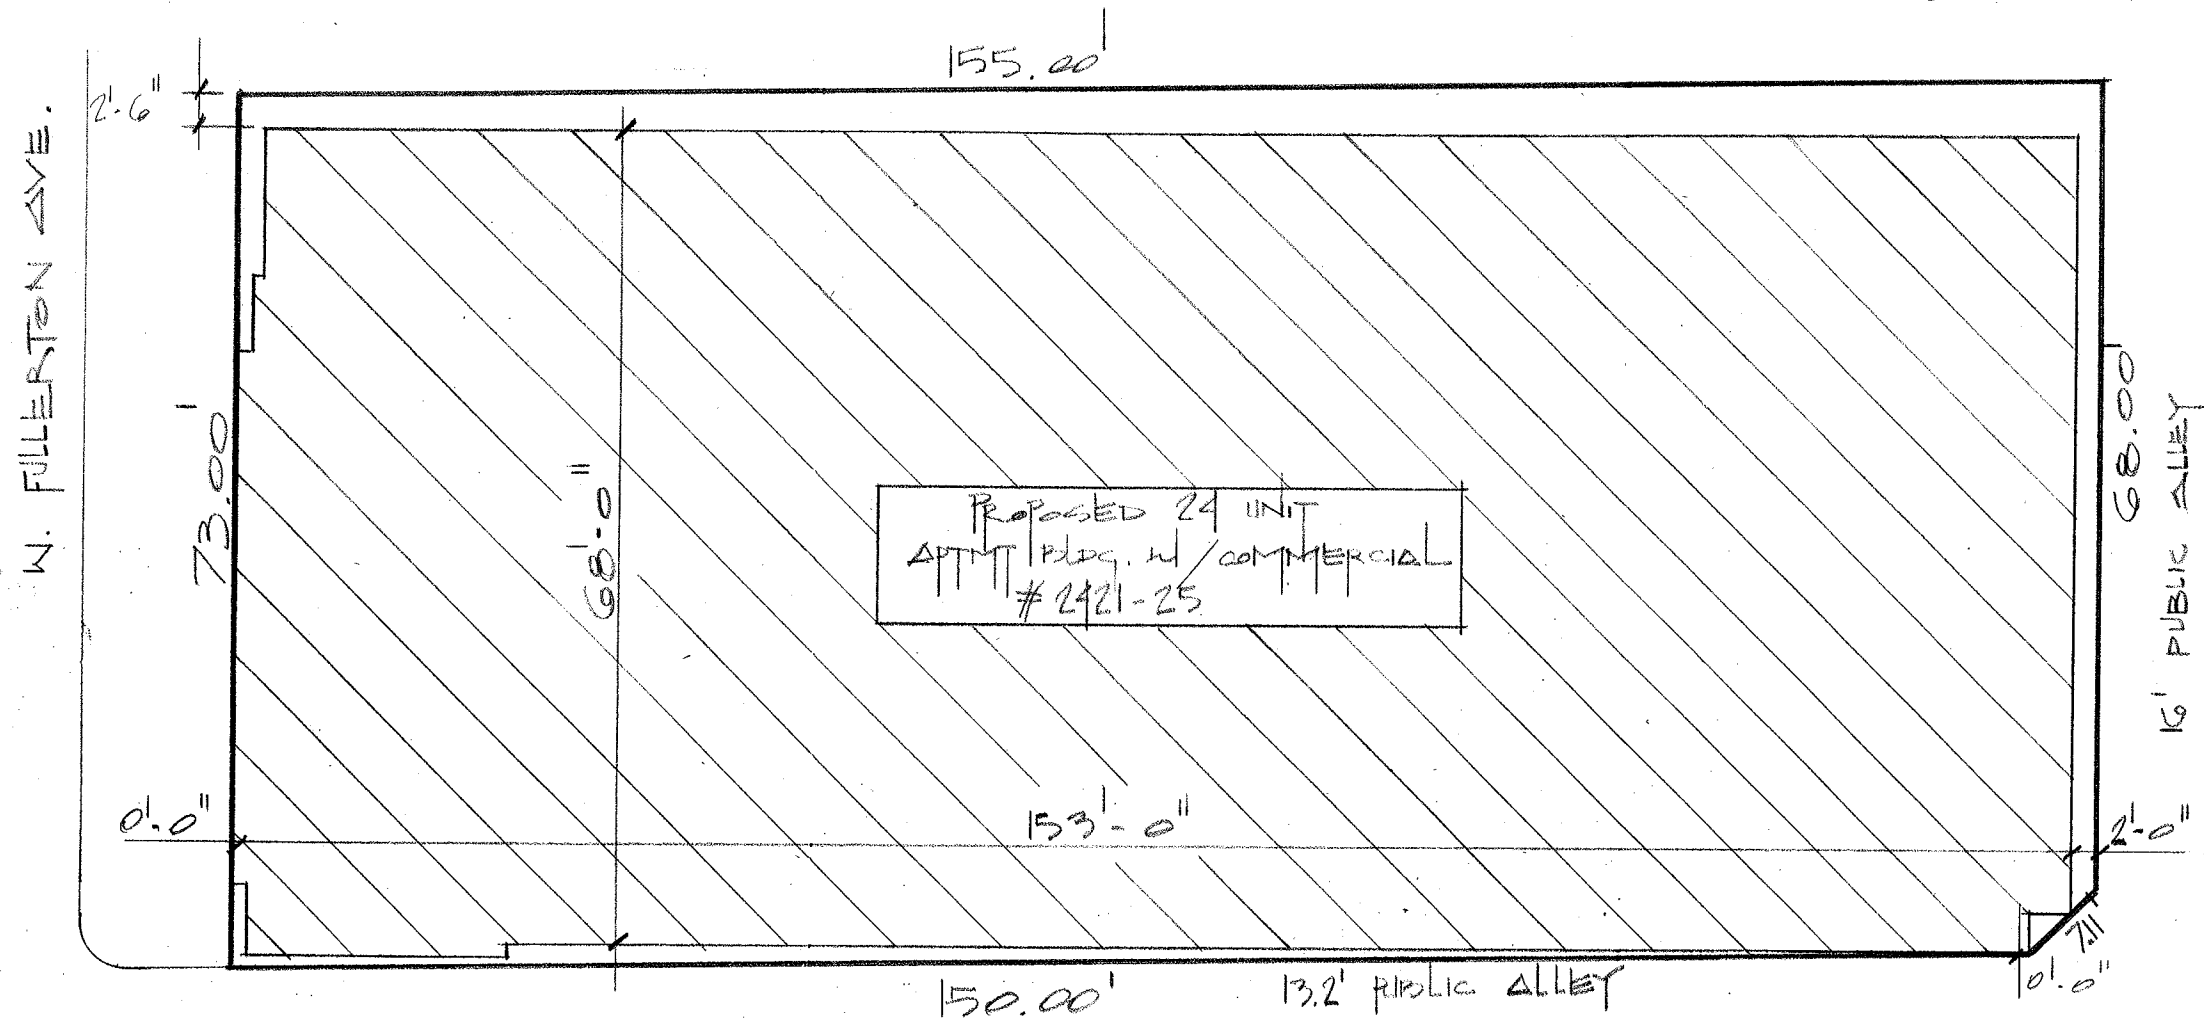 155.00'
2'-6"
W. FULLERTON AVE.
73.00'
68'-0"
PROPOSED 24 UNIT
APTMT BLDG. W/ COMMERCIAL
# 2421-25
68.00'
16' PUBLIC ALLEY
0'-0"
153'-0"
2'-0"
7.11
150.00'
13.2' PUBLIC ALLEY
0'-0"